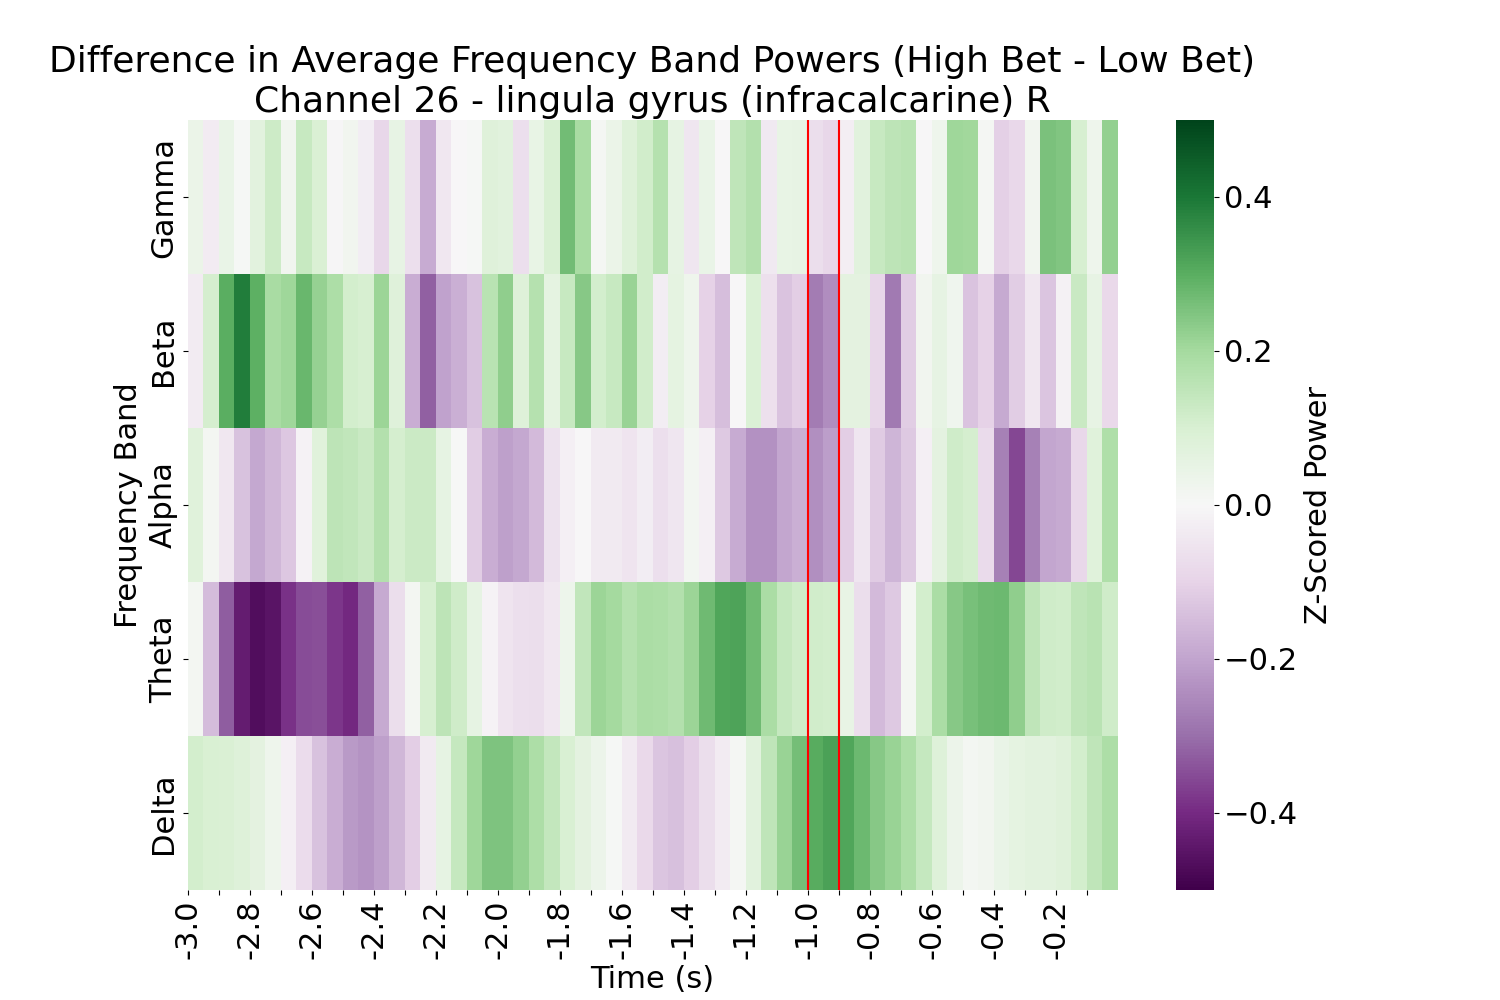 Difference in Average Frequency Band Powers (High Bet - Low Bet)
Channel 26 - lingula gyrus (infracalcarine) R
Frequency Band
Gamma
Beta
Alpha
Theta
Delta
-3.0
-2.8
-2.6
-2.4
-2.2
-2.0
-1.8
-1.6
-1.4
-1.2
-1.0
-0.8
-0.6
-0.4
-0.2
Time (s)
0.4
0.2
0.0
−0.2
−0.4
Z-Scored Power